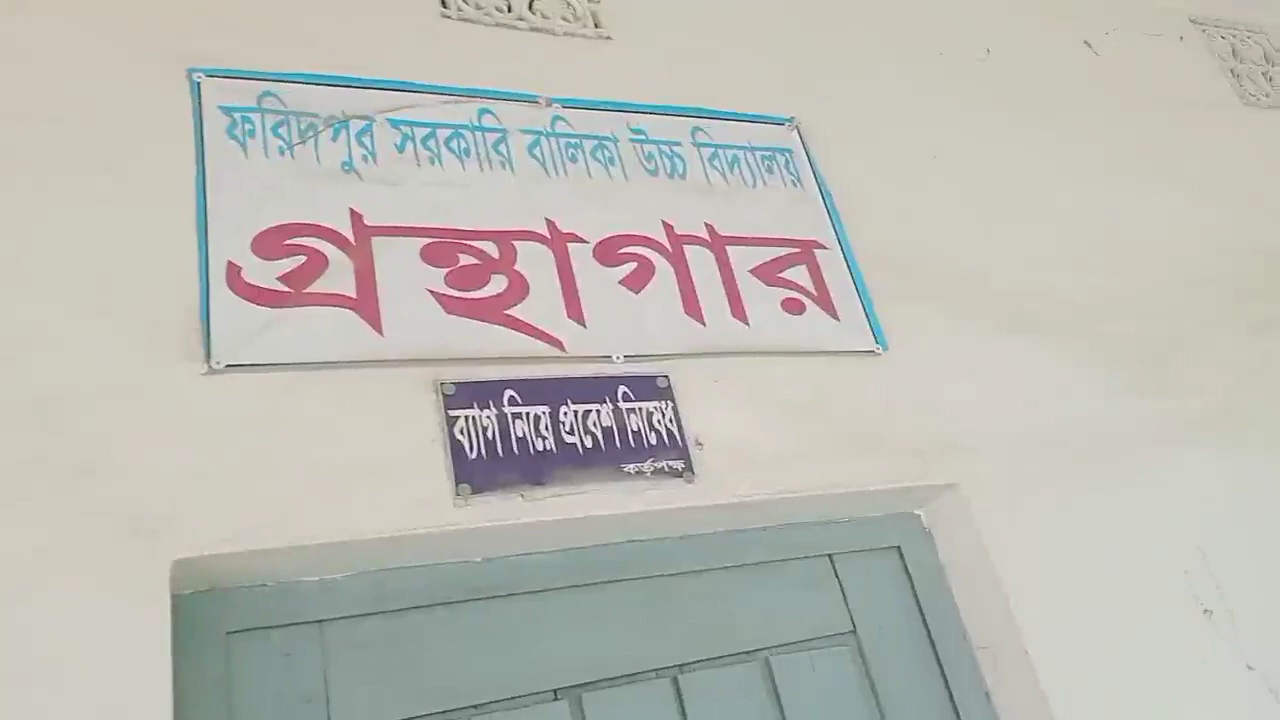 ফরিদপুর সরকারি বালিকা উচ্চ বিদ্যালয়
গ্রন্থাগার
ব্যাগ নিয়ে প্রবেশ নিষেধ
কর্তৃপক্ষ